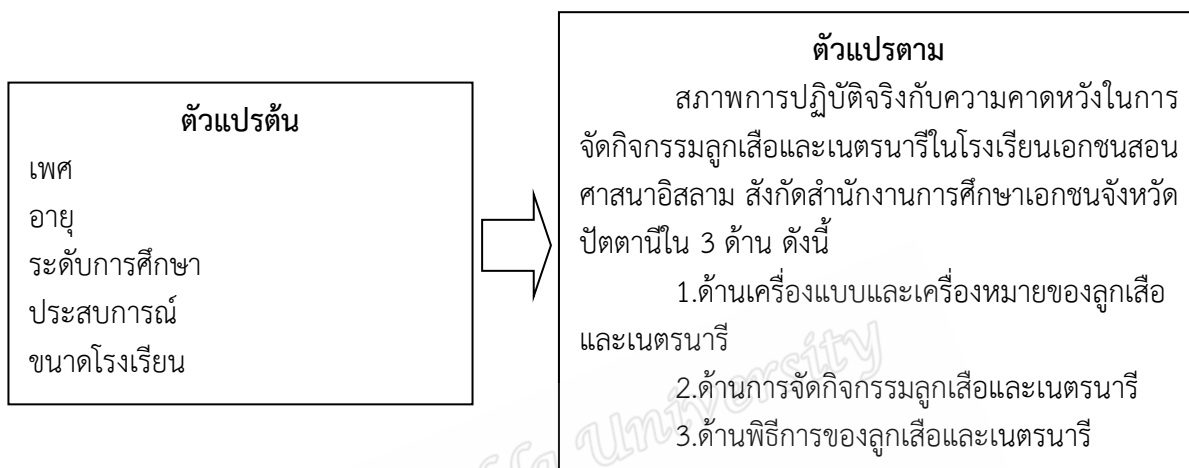 ตัวแปรต้น
เพศ
อายุ
ระดับการศึกษา
ประสบการณ์
ขนาดโรงเรียน
ตัวแปรตาม
สภาพการปฏิบัติจริงกับความคาดหวังในการ
จัดกิจกรรมลูกเสือและเนตรนารีในโรงเรียนเอกชนสอน
ศาสนาอิสลาม สังกัดสำนักงานการศึกษาเอกชนจังหวัด
ปัตตานีใน 3 ด้าน ดังนี้
1.ด้านเครื่องแบบและเครื่องหมายของลูกเสือ
และเนตรนารี
2.ด้านการจัดกิจกรรมลูกเสือและเนตรนารี
3.ด้านพิธีการของลูกเสือและเนตรนารี
University